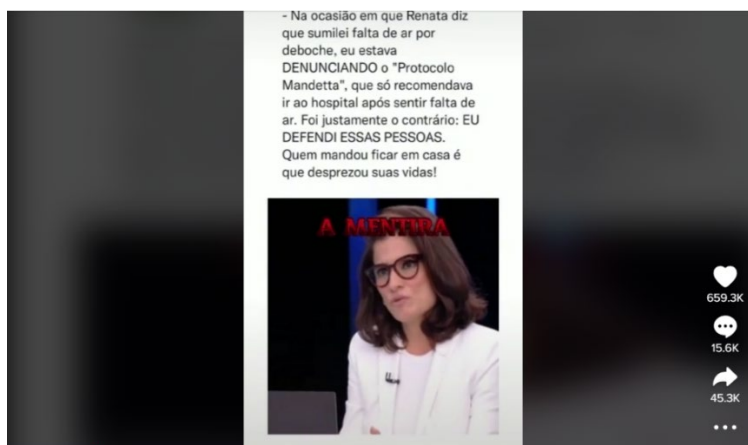 - Na ocasião em que Renata diz
que sumilei falta de ar por
deboche, eu estava
DENUNCIANDO o "Protocolo
Mandetta", que só recomendava
ir ao hospital após sentir falta de
ar. Foi justamente o contrário: EU
DEFENDI ESSAS PESSOAS.
Quem mandou ficar em casa é
que desprezou suas vidas!
A MENTIRA
659.3K
15.6K
45.3K